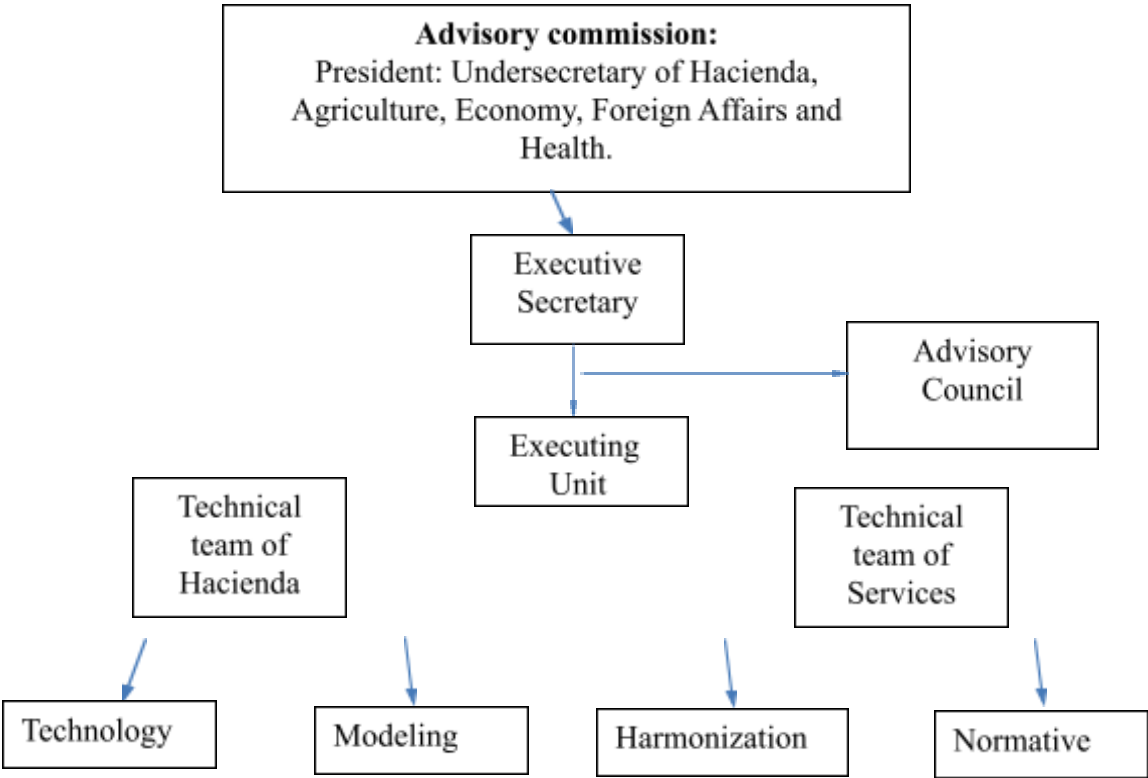 Advisory commission:
President: Undersecretary of Hacienda,
Agriculture, Economy, Foreign Affairs and
Health.
Executive
Secretary
Advisory
Council
Executing
Unit
Technical
team of
Hacienda
Technical
team of
Services
Technology
Modeling
Harmonization
Normative